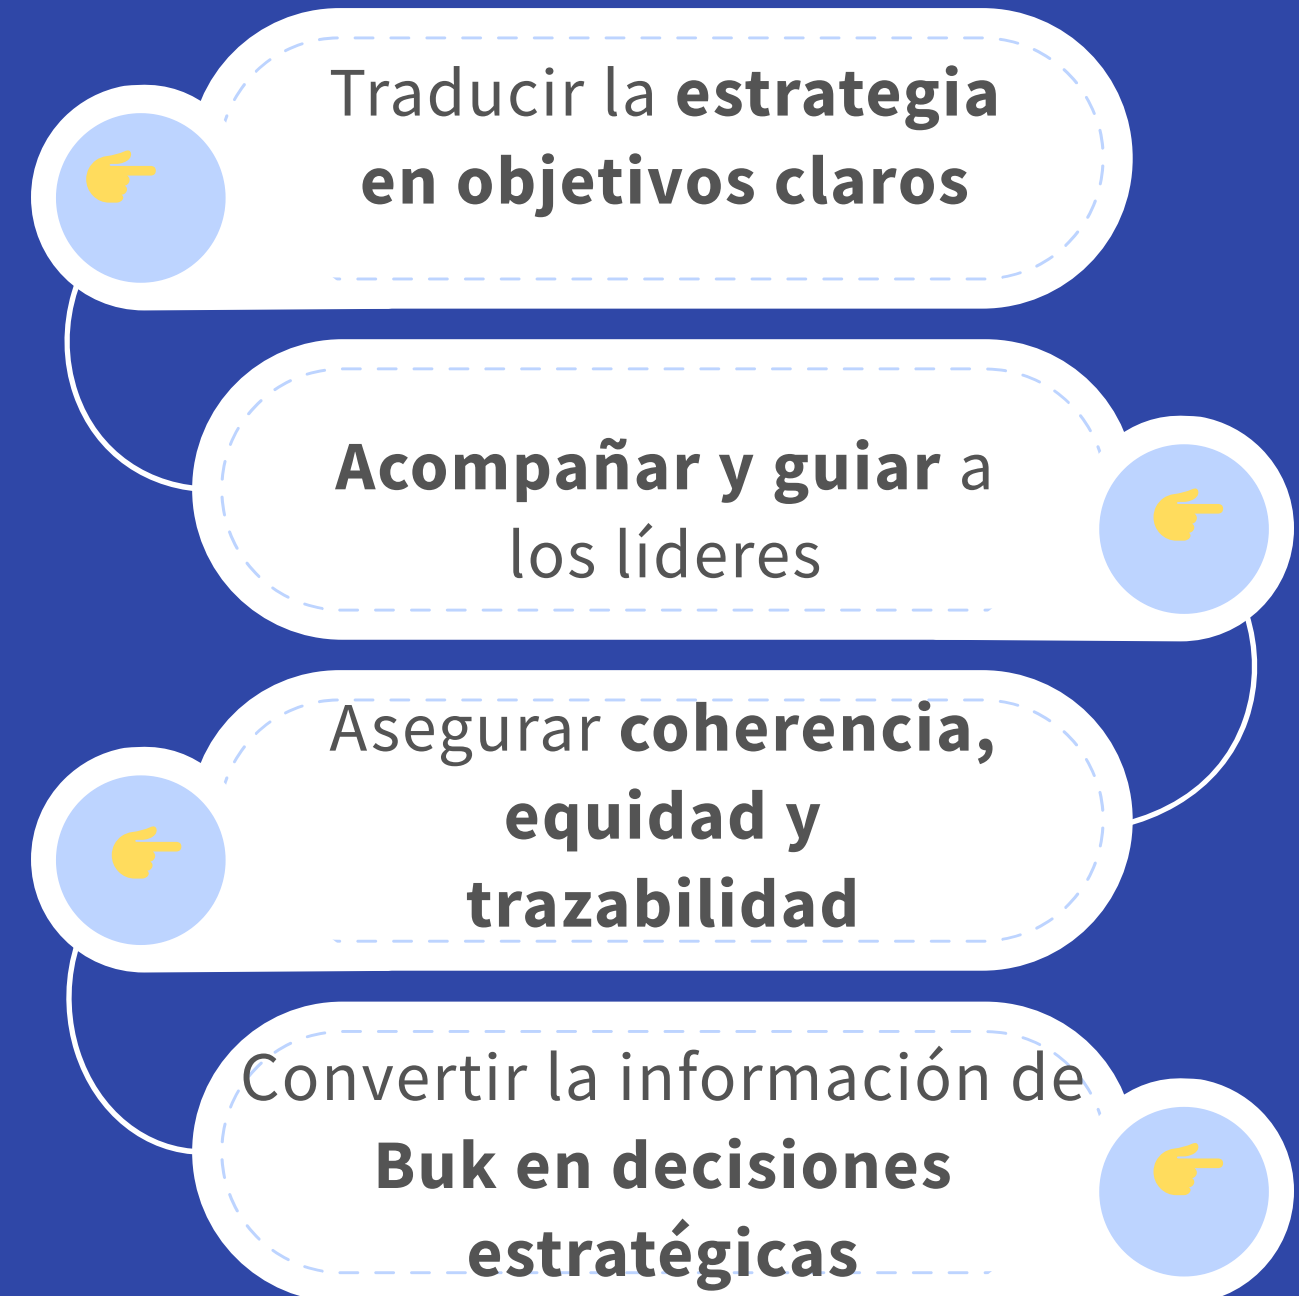 Traducir la estrategia
en objetivos claros
Acompañar y guiar a
los líderes
Asegurar coherencia,
equidad y
trazabilidad
Convertir la información de
Buk en decisiones
estratégicas